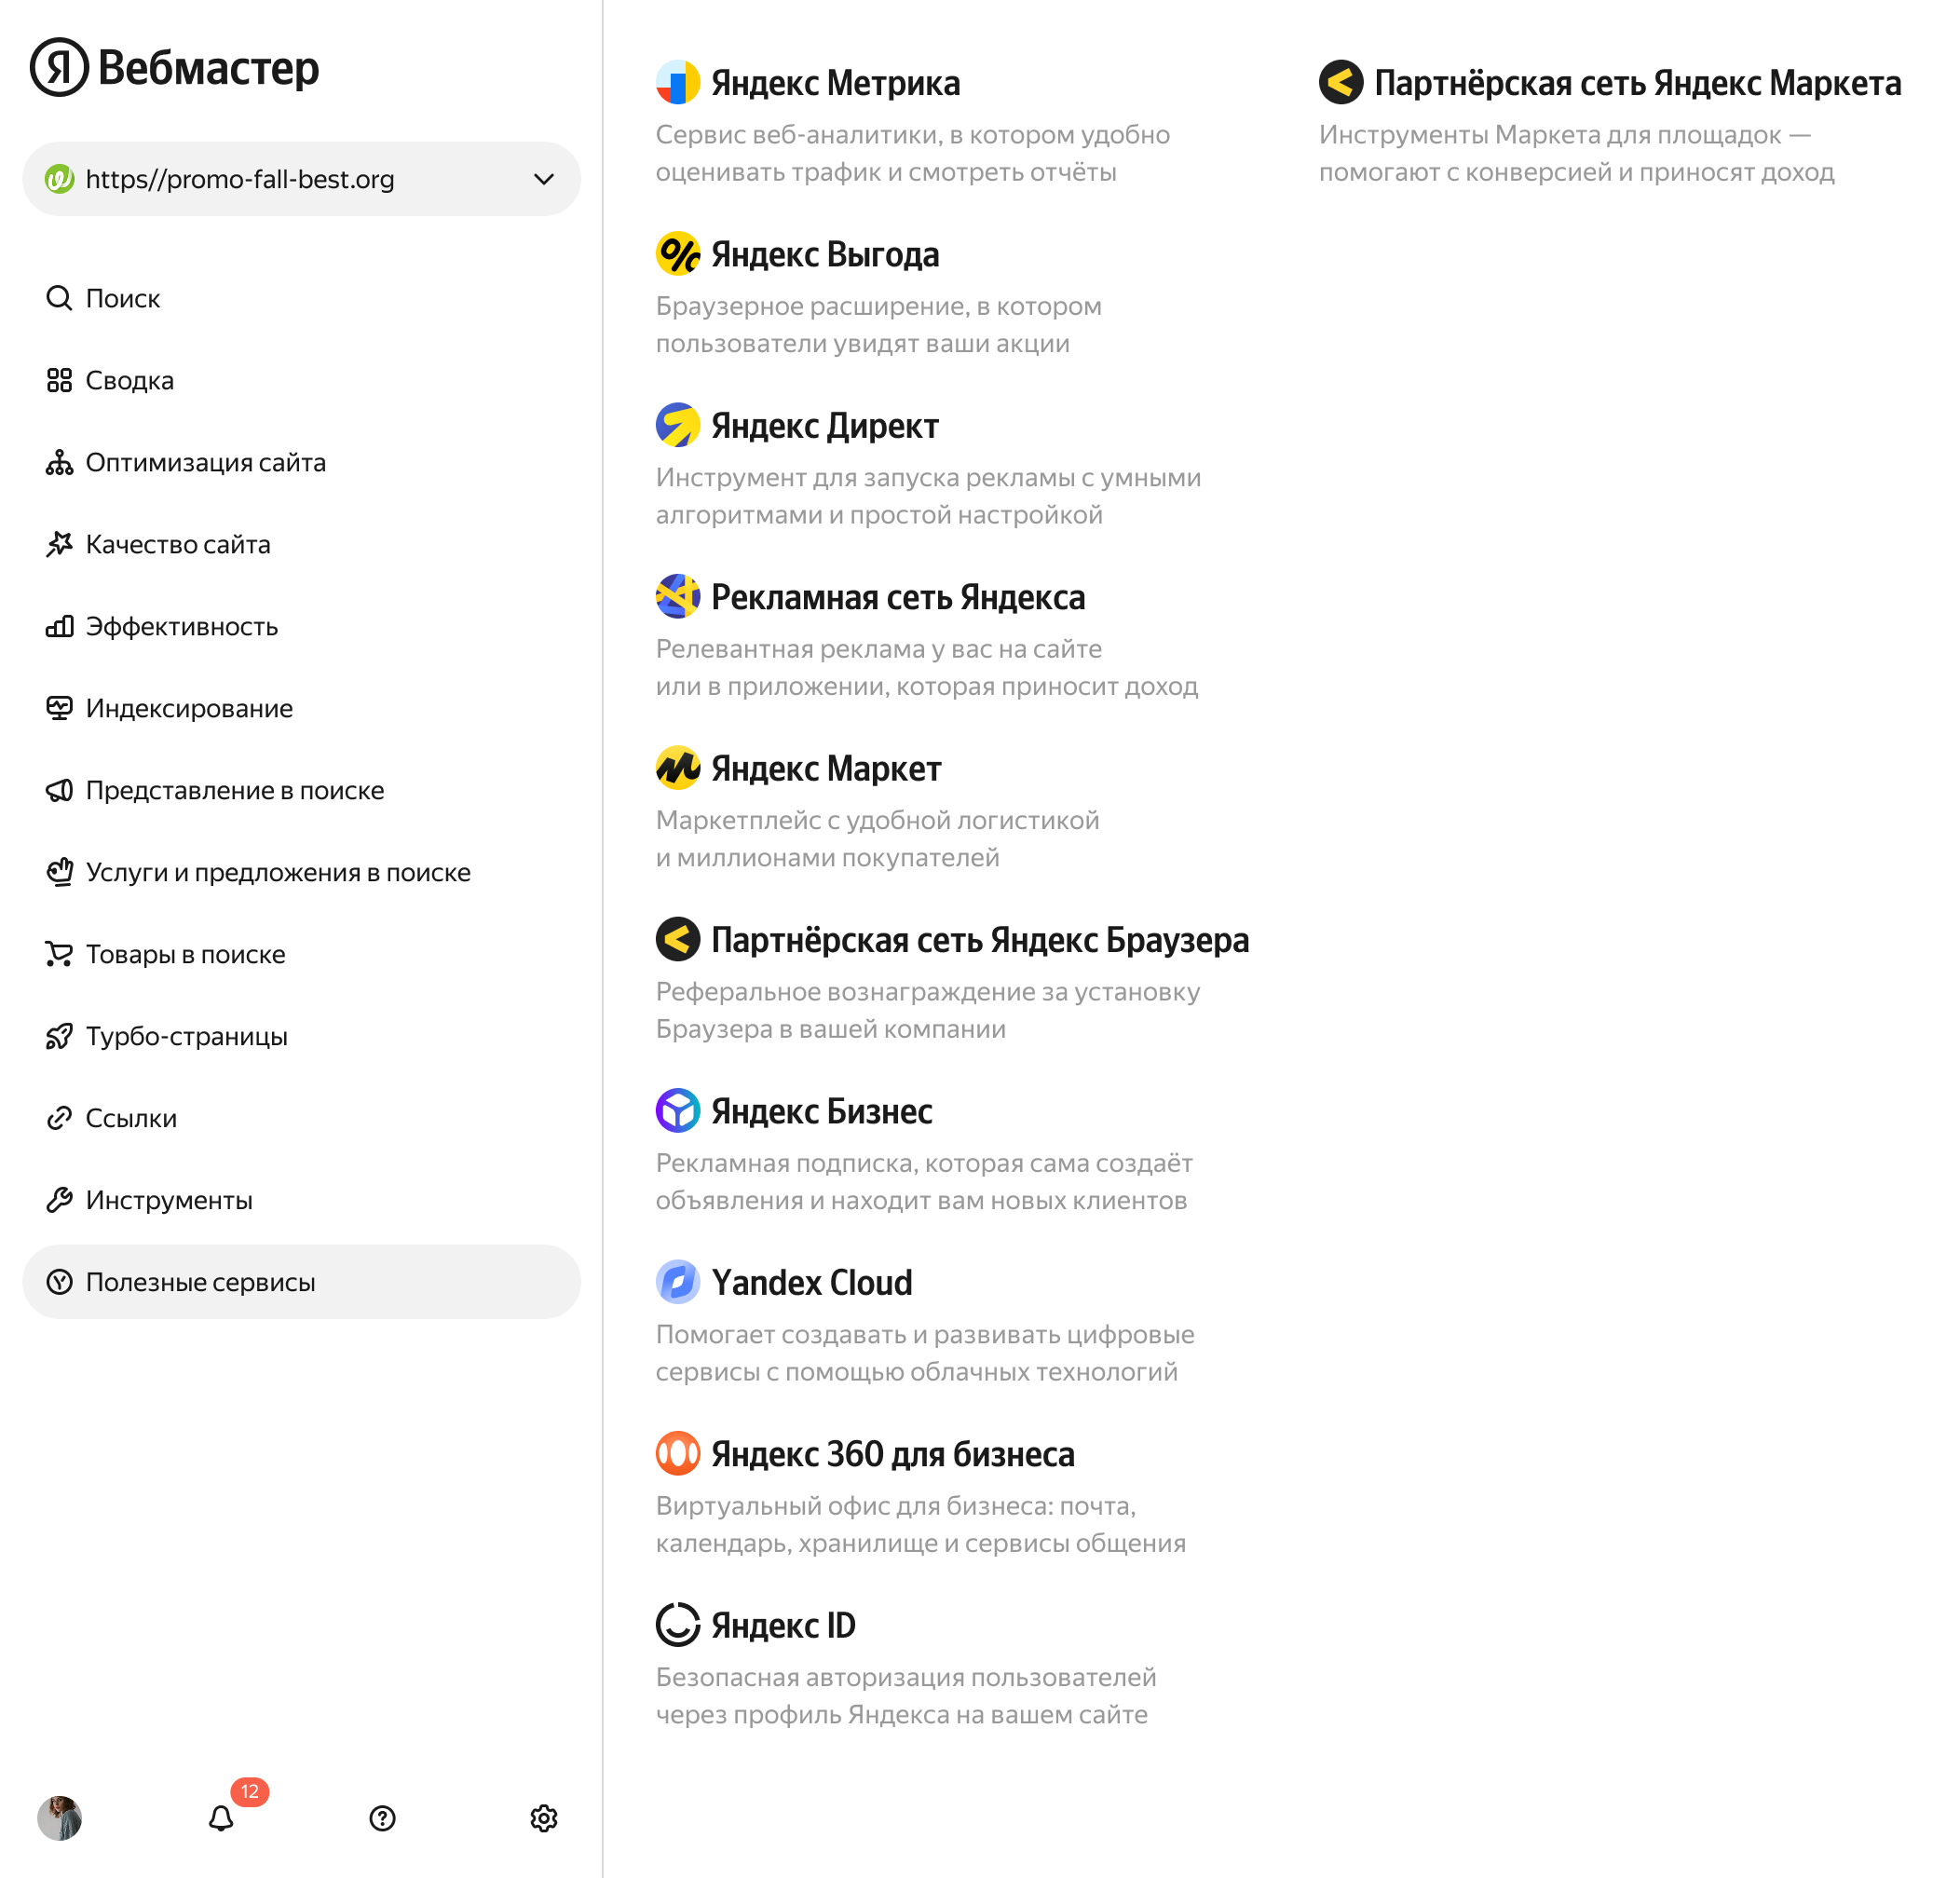 Я Вебмастер
https//promo-fall-best.org
Поиск
Сводка
Оптимизация сайта
Качество сайта
Эффективность
Индексирование
Представление в поиске
Услуги и предложения в поиске
Товары в поиске
Турбо-страницы
Ссылки
Инструменты
Полезные сервисы
12
Яндекс Метрика
Сервис веб-аналитики, в котором удобно
оценивать трафик и смотреть отчёты
Яндекс Выгода
Браузерное расширение, в котором
пользователи увидят ваши акции
Яндекс Директ
Инструмент для запуска рекламы с умными
алгоритмами и простой настройкой
Рекламная сеть Яндекса
Релевантная реклама у вас на сайте
или в приложении, которая приносит доход
Яндекс Маркет
Маркетплейс с удобной логистикой
и миллионами покупателей
Партнёрская сеть Яндекс Браузера
Реферальное вознаграждение за установку
Браузера в вашей компании
Яндекс Бизнес
Рекламная подписка, которая сама создаёт
объявления и находит вам новых клиентов
Yandex Cloud
Помогает создавать и развивать цифровые
сервисы с помощью облачных технологий
Яндекс 360 для бизнеса
Виртуальный офис для бизнеса: почта,
календарь, хранилище и сервисы общения
Яндекс ID
Безопасная авторизация пользователей
через профиль Яндекса на вашем сайте
Партнёрская сеть Яндекс Маркета
Инструменты Маркета для площадок —
помогают с конверсией и приносят доход